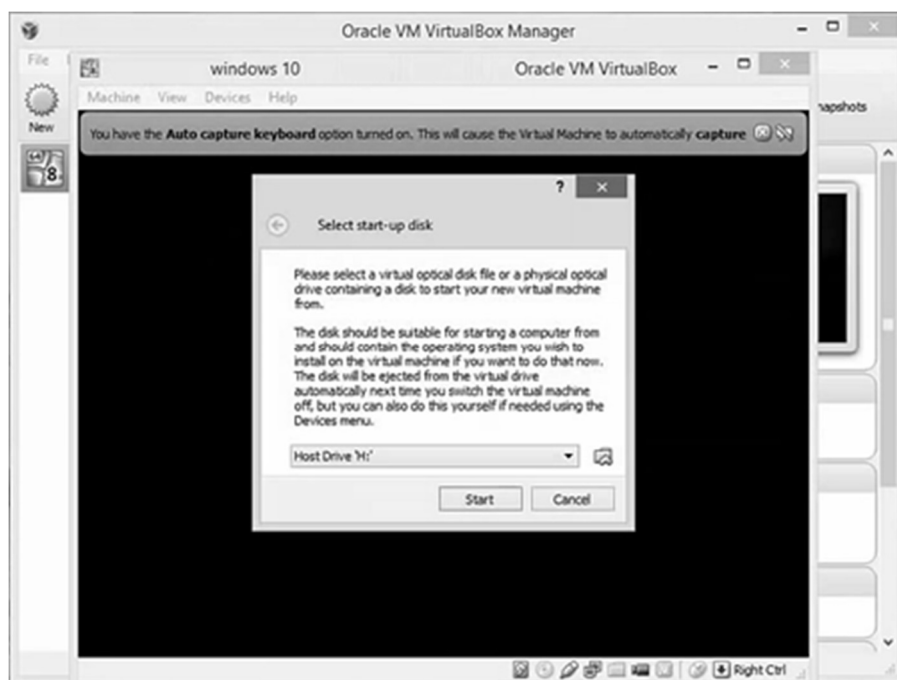 Oracle VM VirtualBox Manager
File
windows 10
Oracle VM VirtualBox
Machine View Devices Help
New
napshots
You have the Auto capture keyboard option turned on. This will cause the Virtual Machine to automatically capture
64
8
?
Select start-up disk
Please select a virtual optical disk file or a physical optical
drive containing a disk to start your new virtual machine
from.
The disk should be suitable for starting a computer from
and should contain the operating system you wish to
install on the virtual machine if you want to do that now.
The disk will be ejected from the virtual drive
automatically next time you switch the virtual machine
off, but you can also do this yourself if needed using the
Devices menu.
Host Drive 'H:'
Start
Cancel
Right Ctrl